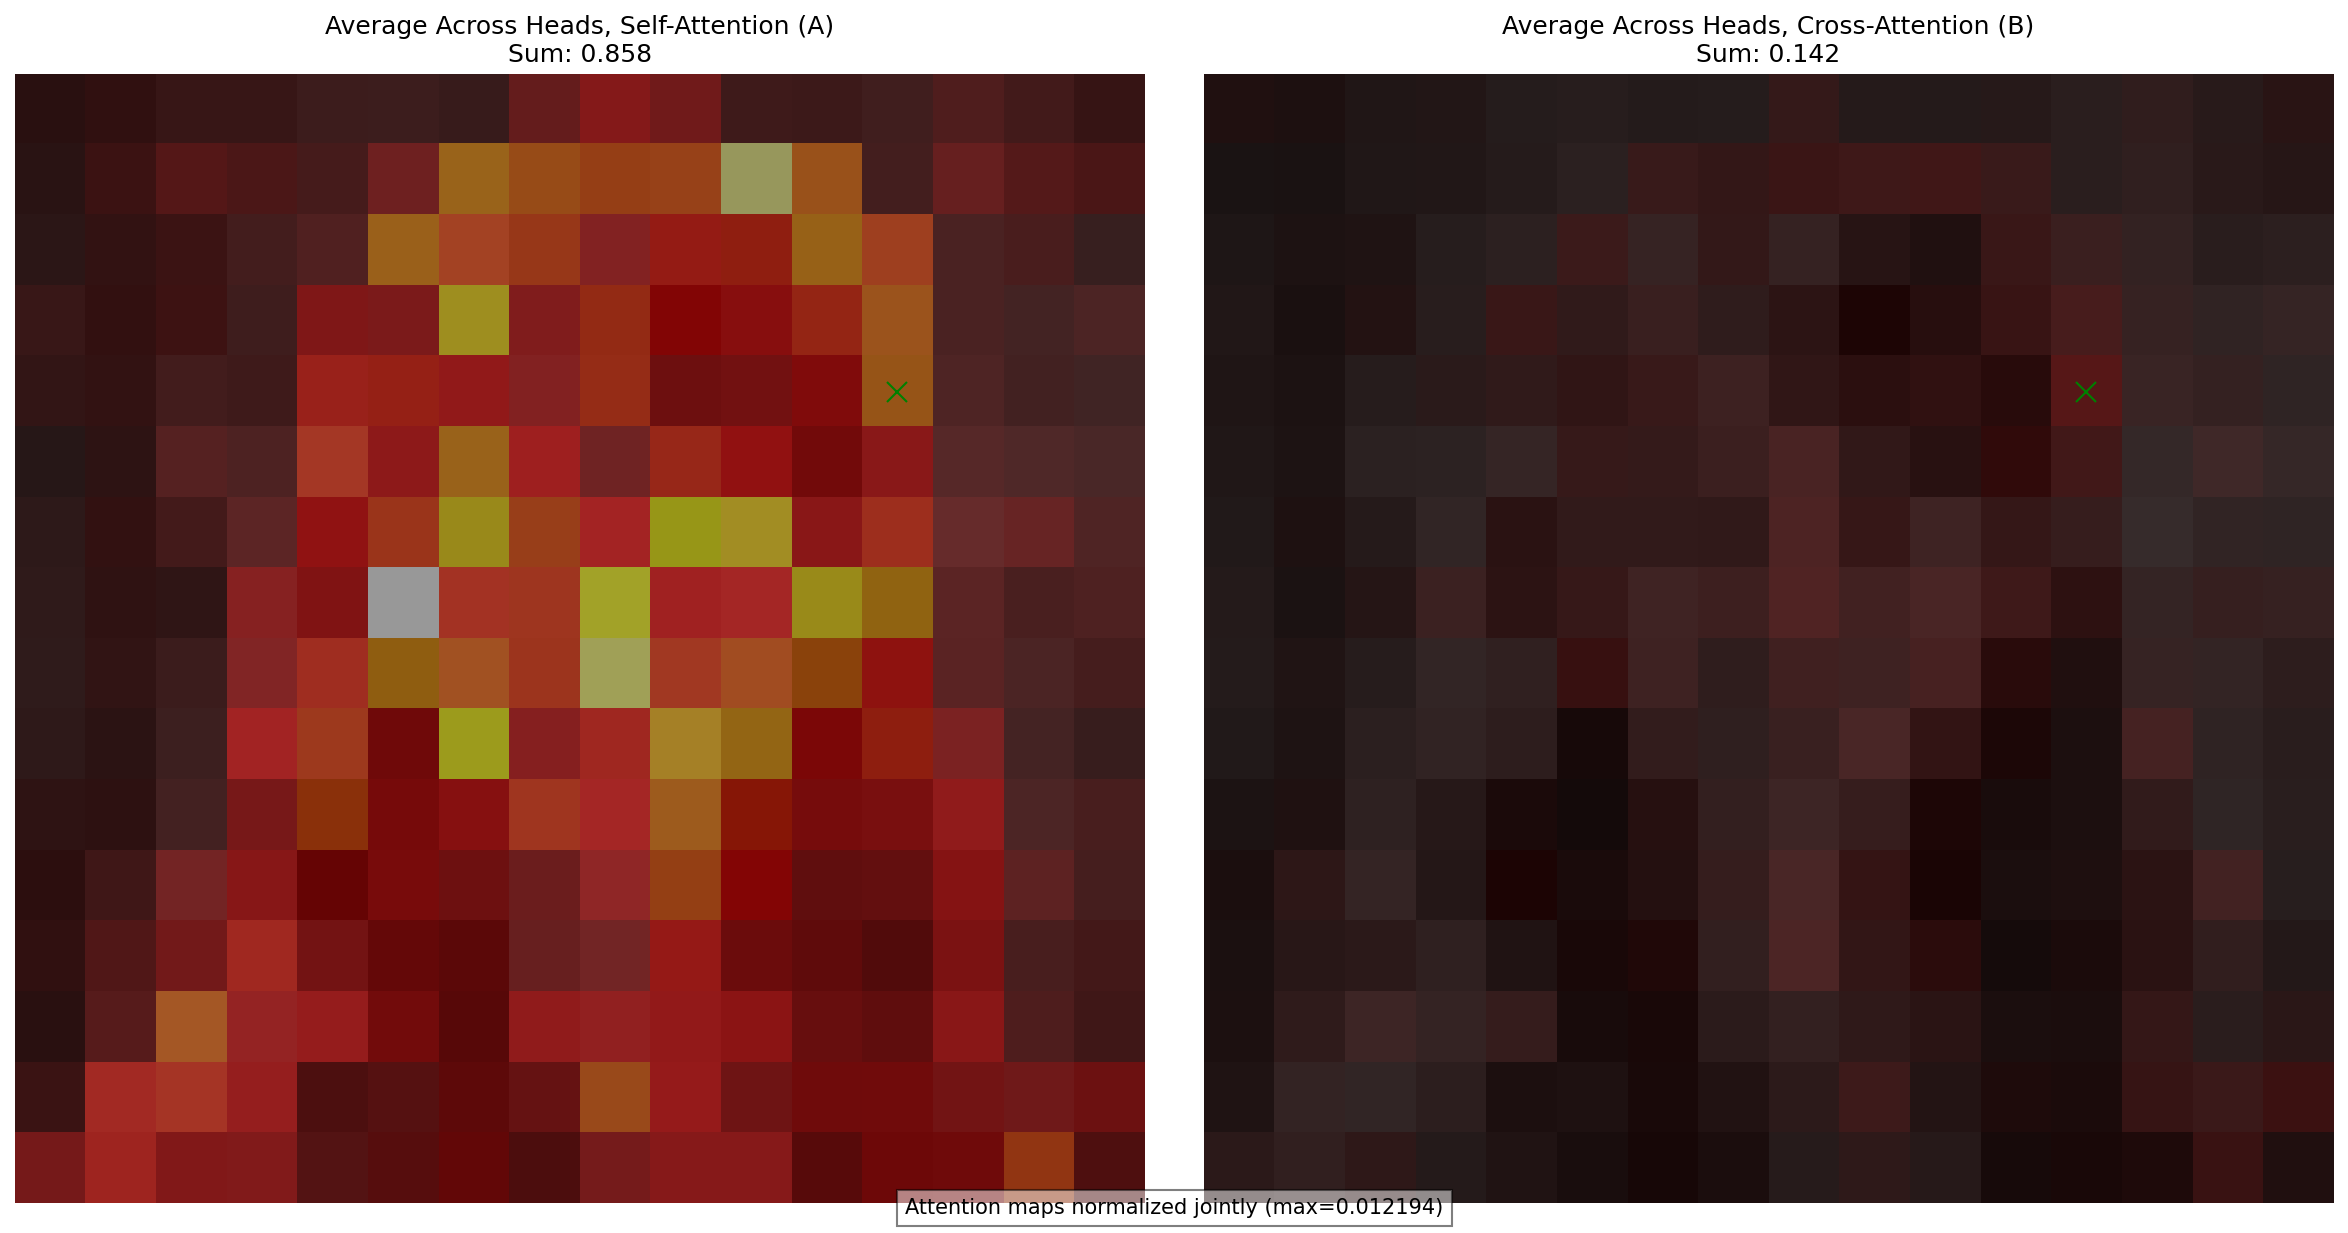 Average Across Heads, Self-Attention (A)
Sum: 0.858
Average Across Heads, Cross-Attention (B)
Sum: 0.142
Attention maps normalized jointly (max=0.012194)